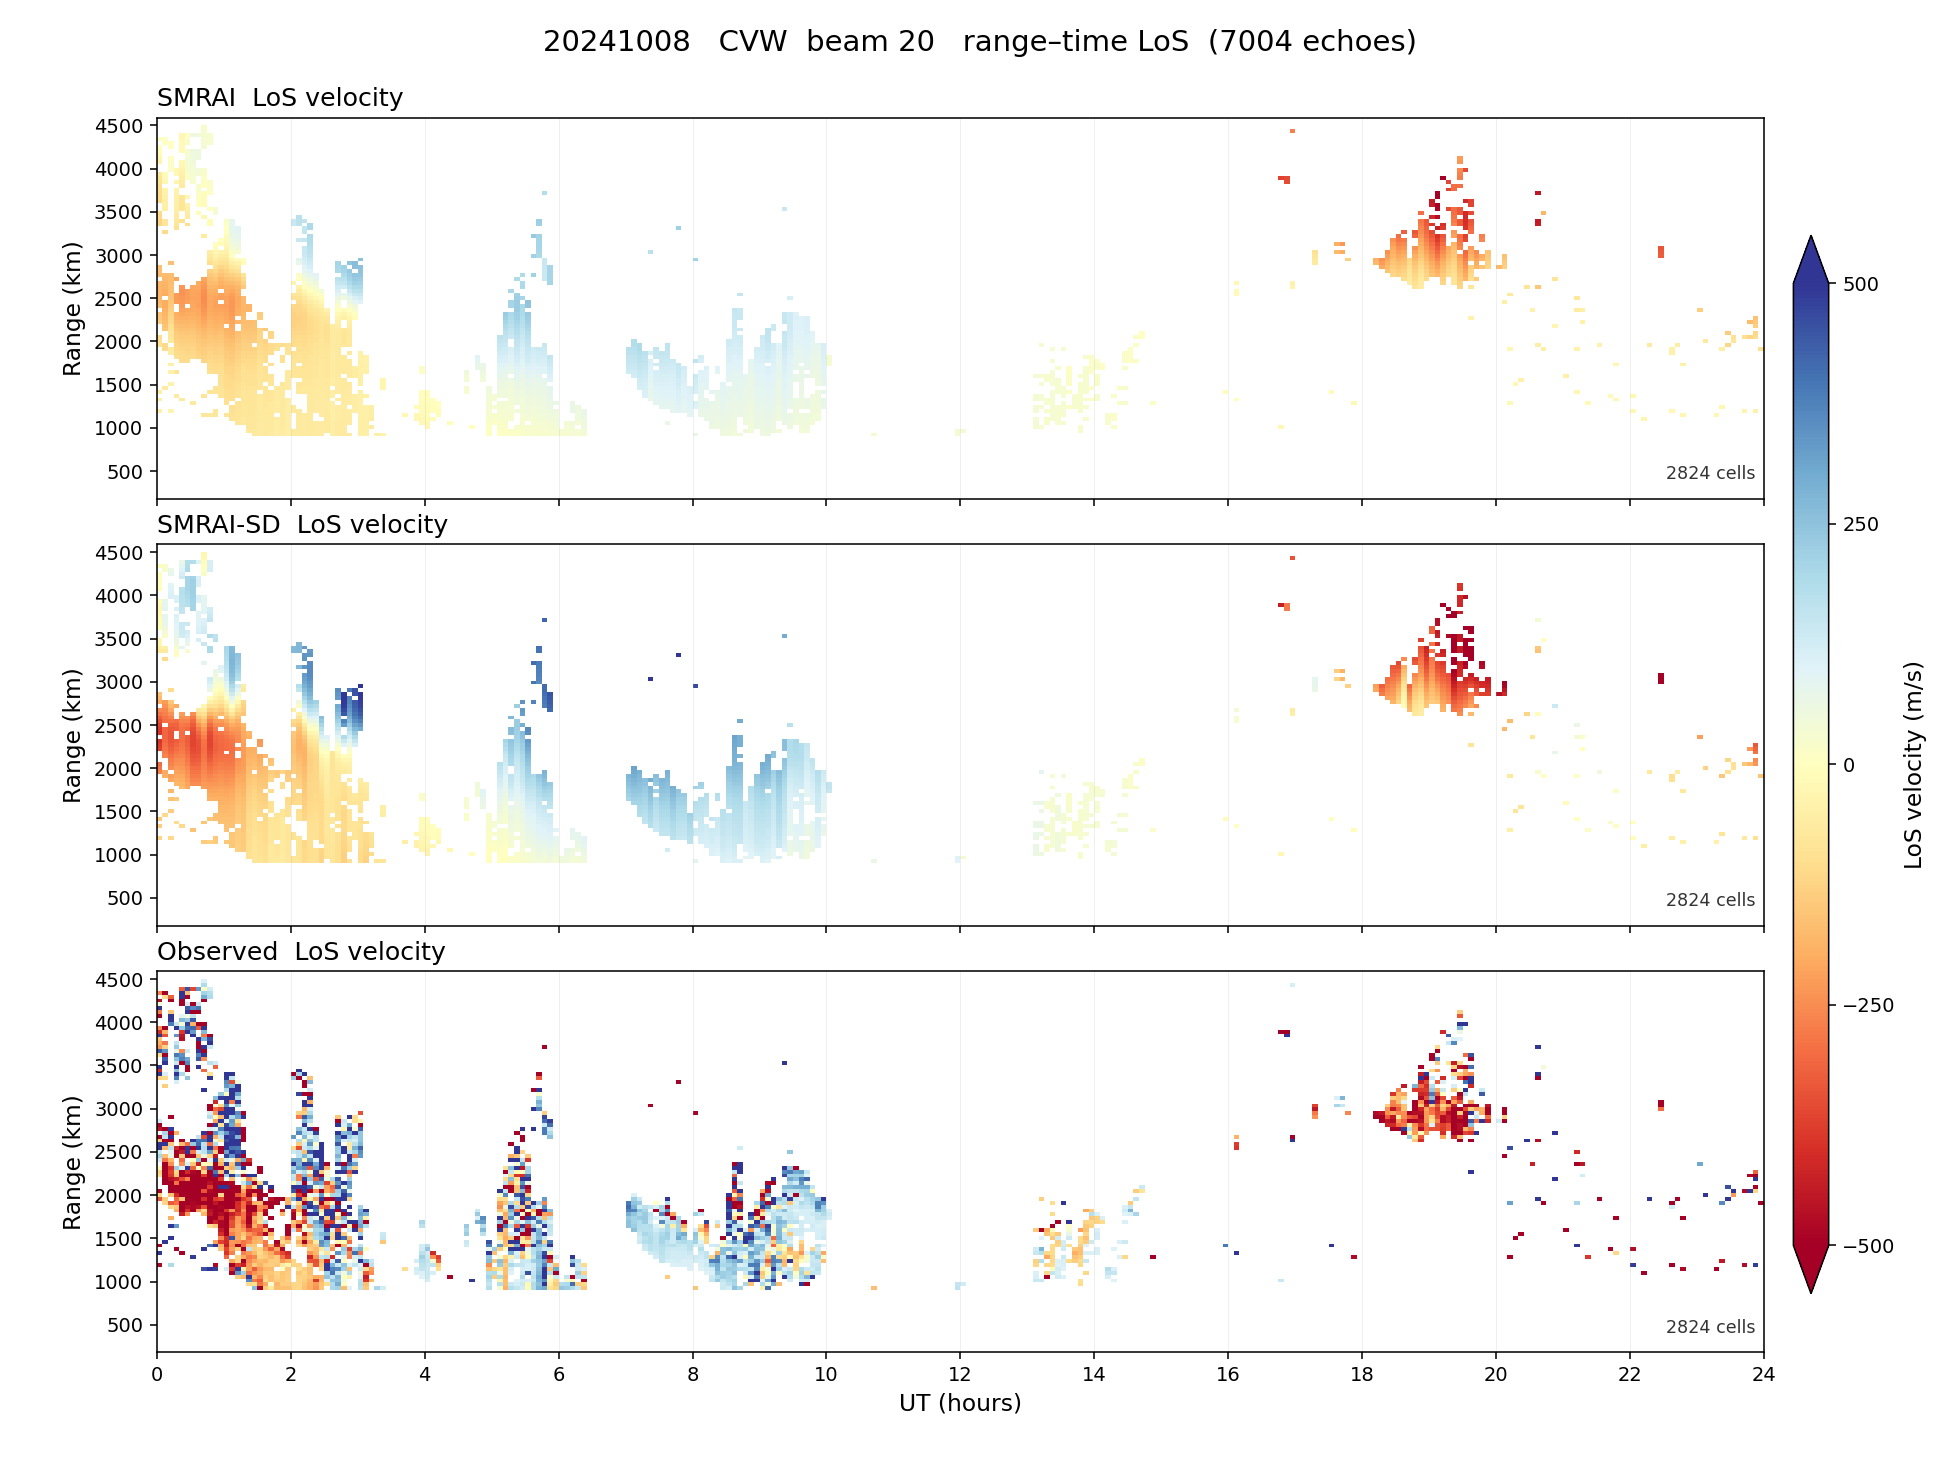 20241008   CVW  beam 20   range–time LoS  (7004 echoes)
SMRAI  LoS velocity
4500
4000
3500
3000
2500
2000
1500
1000
500
Range (km)
2824 cells
SMRAI-SD  LoS velocity
4500
4000
3500
3000
2500
2000
1500
1000
500
Range (km)
2824 cells
Observed  LoS velocity
4500
4000
3500
3000
2500
2000
1500
1000
500
Range (km)
2824 cells
0 2 4 6 8 10 12 14 16 18 20 22 24
UT (hours)
500
250
0
−250
−500
LoS velocity (m/s)